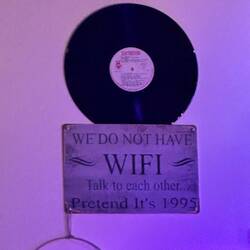 WE DO NOT HAVE
WIFI
Talk to each other...
Pretend It's 1995